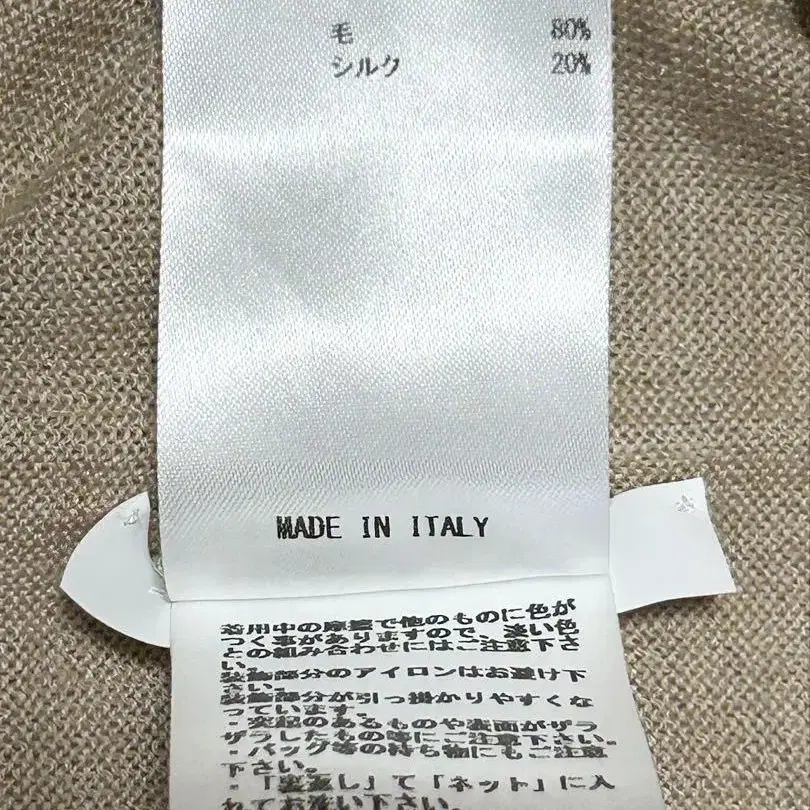 毛 80%
シルク 20%
MADE IN ITALY
着用中の摩擦で他のものに色が
つく事がありますので、淡い色
との組み合わせにはご注意下さ
い。
装飾部分のアイロンはお避け下
さい。
装飾部分が引っ掛かりやすくな
っています。
・突起のあるものや表面がザラ
ザラしたもの等にご注意下さい。
・バッグ等の持ち物にもご注意
下さい。
・「裏返し」て「ネット」に入
れてお洗い下さい。